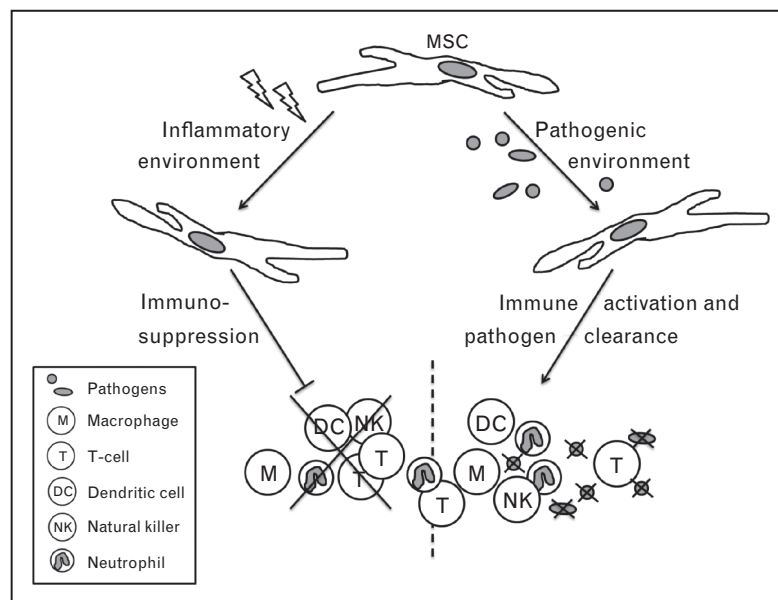 MSC
Inflammatory
environment
Pathogenic
environment
Immuno-
suppression
Immune activation and
pathogen clearance
Pathogens
M Macrophage
T T-cell
DC Dendritic cell
NK Natural killer
Neutrophil
DC NK
M T T
T
DC
M NK
T